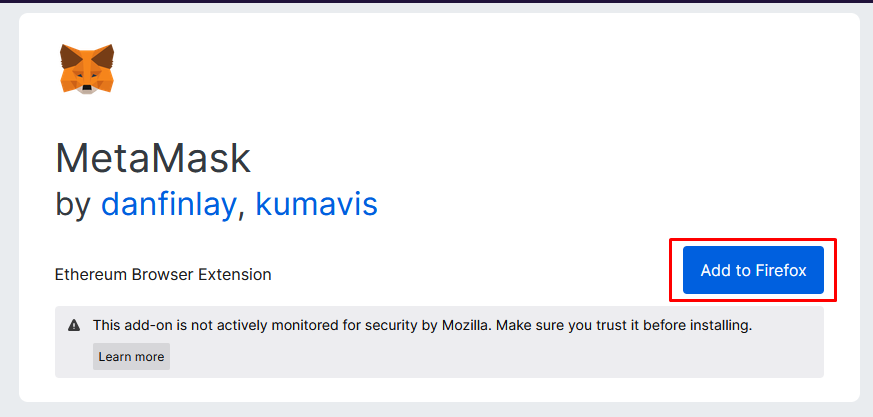 MetaMask
by danfinlay, kumavis
Ethereum Browser Extension
Add to Firefox
This add-on is not actively monitored for security by Mozilla. Make sure you trust it before installing.
Learn more